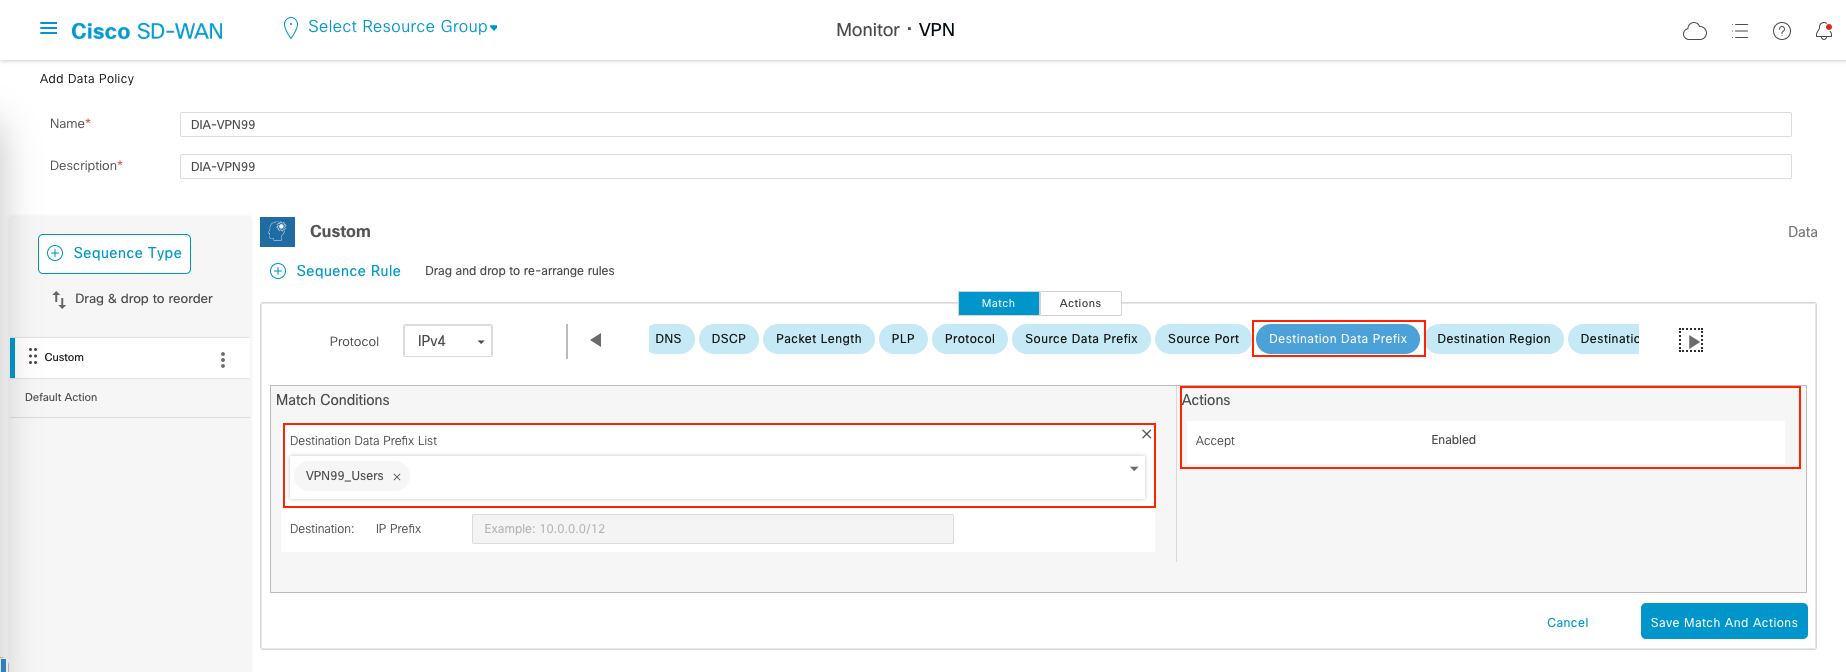 Cisco SD-WAN
Select Resource Group
Monitor · VPN
Add Data Policy
Name*
DIA-VPN99
Description*
DIA-VPN99
Sequence Type
Drag & drop to reorder
Custom
Default Action
Custom
Data
Sequence Rule
Drag and drop to re-arrange rules
Match
Actions
Protocol
IPv4
DNS
DSCP
Packet Length
PLP
Protocol
Source Data Prefix
Source Port
Destination Data Prefix
Destination Region
Destinatic
Match Conditions
Actions
Destination Data Prefix List
VPN99_Users ×
Accept
Enabled
Destination:
IP Prefix
Example: 10.0.0.0/12
Cancel
Save Match And Actions